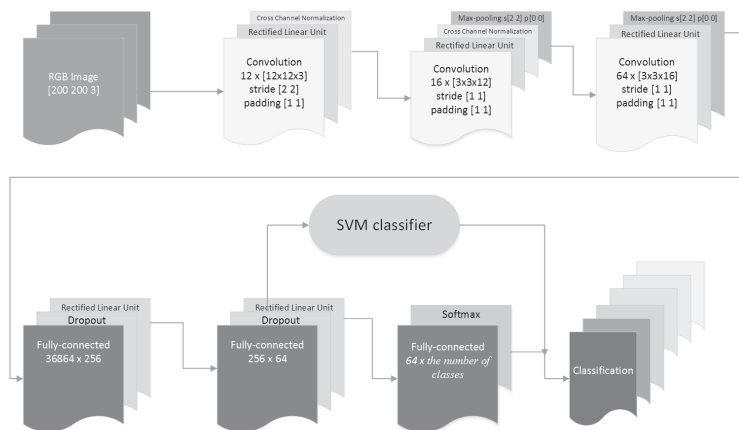 RGB Image
[200 200 3]
Cross Channel Normalization
Rectified Linear Unit
Convolution
12 x [12x12x3]
stride [2 2]
padding [1 1]
Max-pooling s[2 2] p[0 0]
Cross Channel Normalization
Rectified Linear Unit
Convolution
16 x [3x3x12]
stride [1 1]
padding [1 1]
Max-pooling s[2 2] p[0 0]
Rectified Linear Unit
Convolution
64 x [3x3x16]
stride [1 1]
padding [1 1]
SVM classifier
Rectified Linear Unit
Dropout
Fully-connected
36864 x 256
Rectified Linear Unit
Dropout
Fully-connected
256 x 64
Softmax
Fully-connected
64 x the number of
classes
Classification